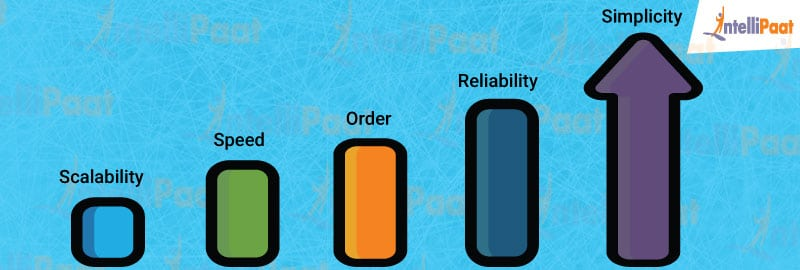 Simplicity
IntelliPaat
Reliability
Order
Speed
Scalability